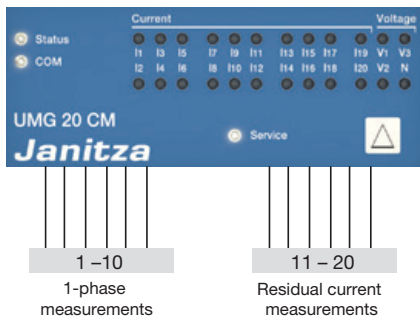 Current Voltage
Status
COM
I1 I3 I5 I7 I9 I11 I13 I15 I17 I19 V1 V3
I2 I4 I6 I8 I10 I12 I14 I16 I18 I20 V2 N
UMG 20 CM
Service
Janitza
1 –10 11 – 20
1-phase Residual current
measurements measurements